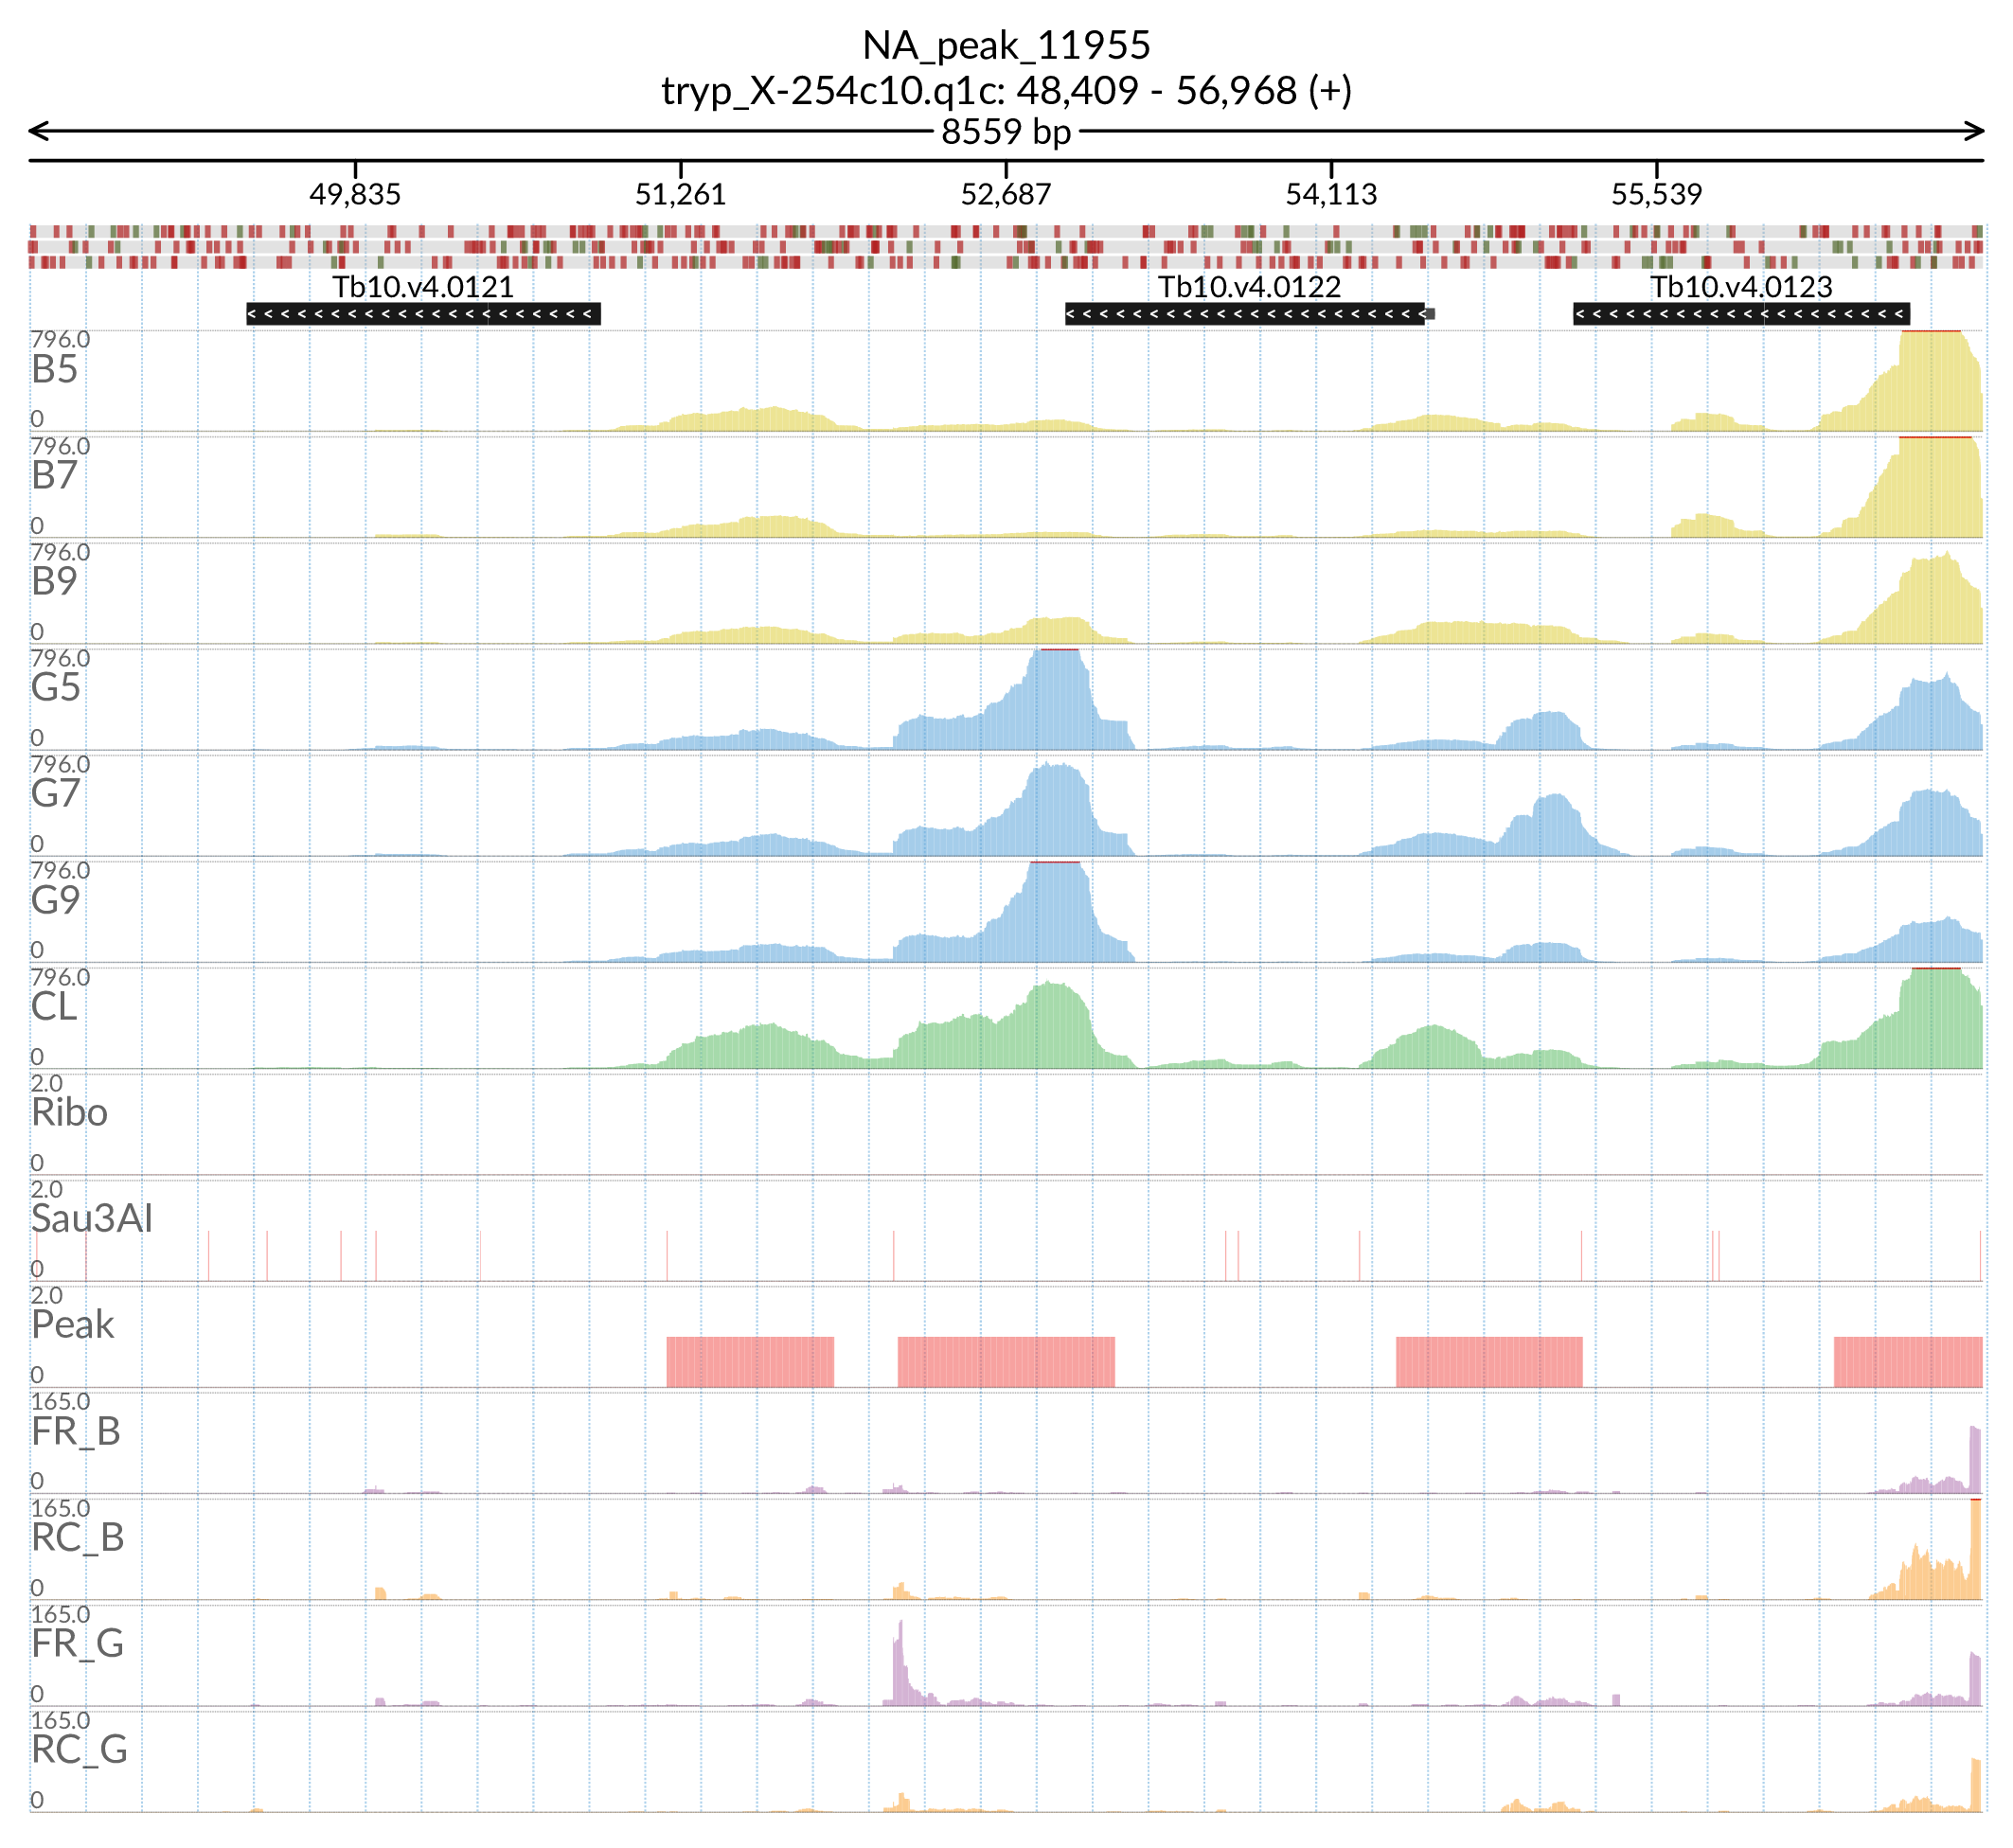 NA_peak_11955
tryp_X-254c10.q1c: 48,409 - 56,968 (+)
8559 bp
49,835 51,261 52,687 54,113 55,539
Tb10.v4.0121 Tb10.v4.0122 Tb10.v4.0123
796.0
B5
0
796.0
B7
0
796.0
B9
0
796.0
G5
0
796.0
G7
0
796.0
G9
0
796.0
CL
0
2.0
Ribo
0
2.0
Sau3AI
0
2.0
Peak
0
165.0
FR_B
0
165.0
RC_B
0
165.0
FR_G
0
165.0
RC_G
0